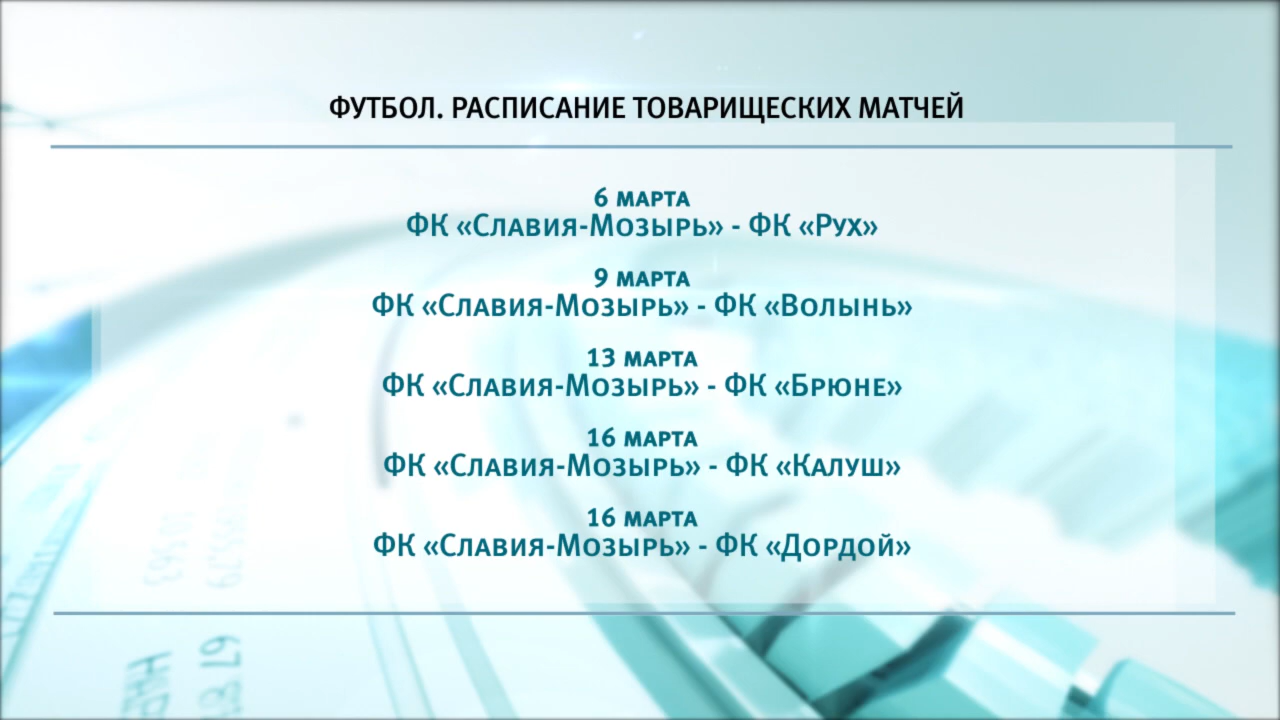 ФУТБОЛ. РАСПИСАНИЕ ТОВАРИЩЕСКИХ МАТЧЕЙ
6 МАРТА
ФК «СЛАВИЯ-МОЗЫРЬ» - ФК «РУХ»
9 МАРТА
ФК «СЛАВИЯ-МОЗЫРЬ» - ФК «ВОЛЫНЬ»
13 МАРТА
ФК «СЛАВИЯ-МОЗЫРЬ» - ФК «БРЮНЕ»
16 МАРТА
ФК «СЛАВИЯ-МОЗЫРЬ» - ФК «КАЛУШ»
16 МАРТА
ФК «СЛАВИЯ-МОЗЫРЬ» - ФК «ДОРДОЙ»